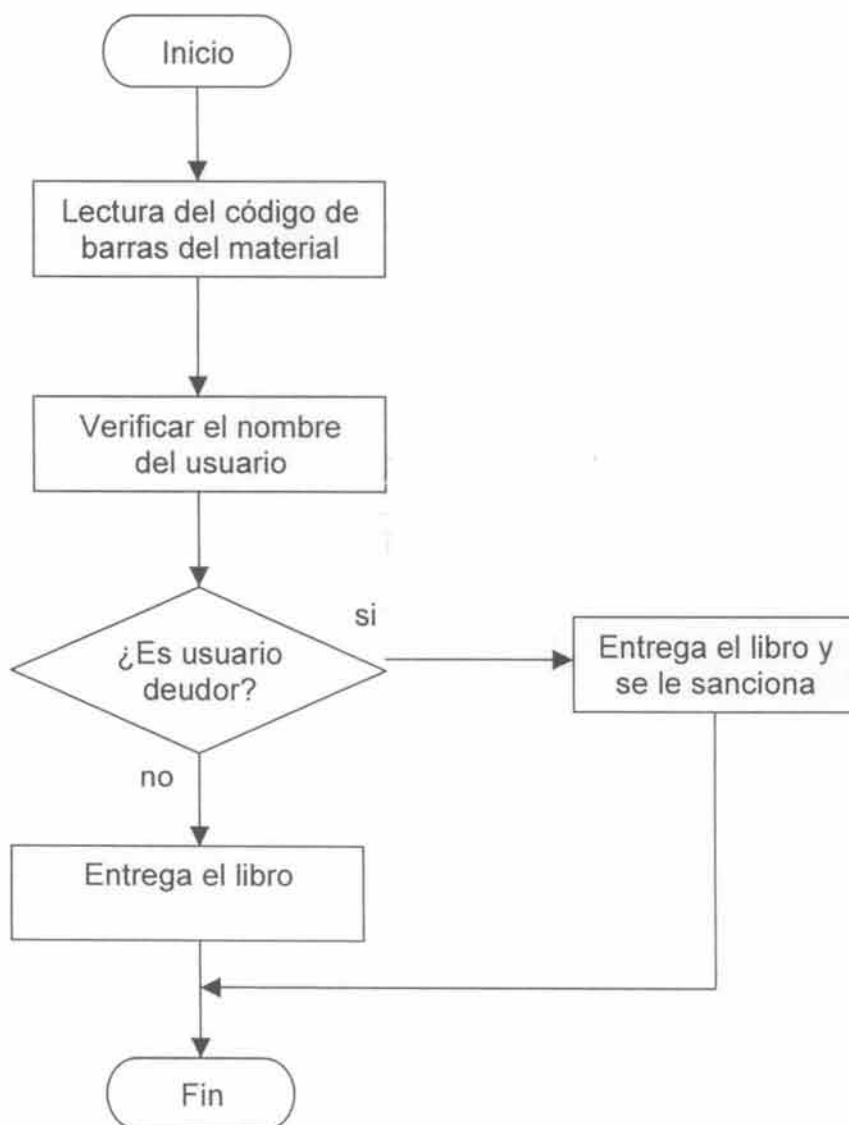 Inicio
Lectura del código de
barras del material
Verificar el nombre
del usuario
¿Es usuario
deudor?
si
Entrega el libro y
se le sanciona
no
Entrega el libro
Fin